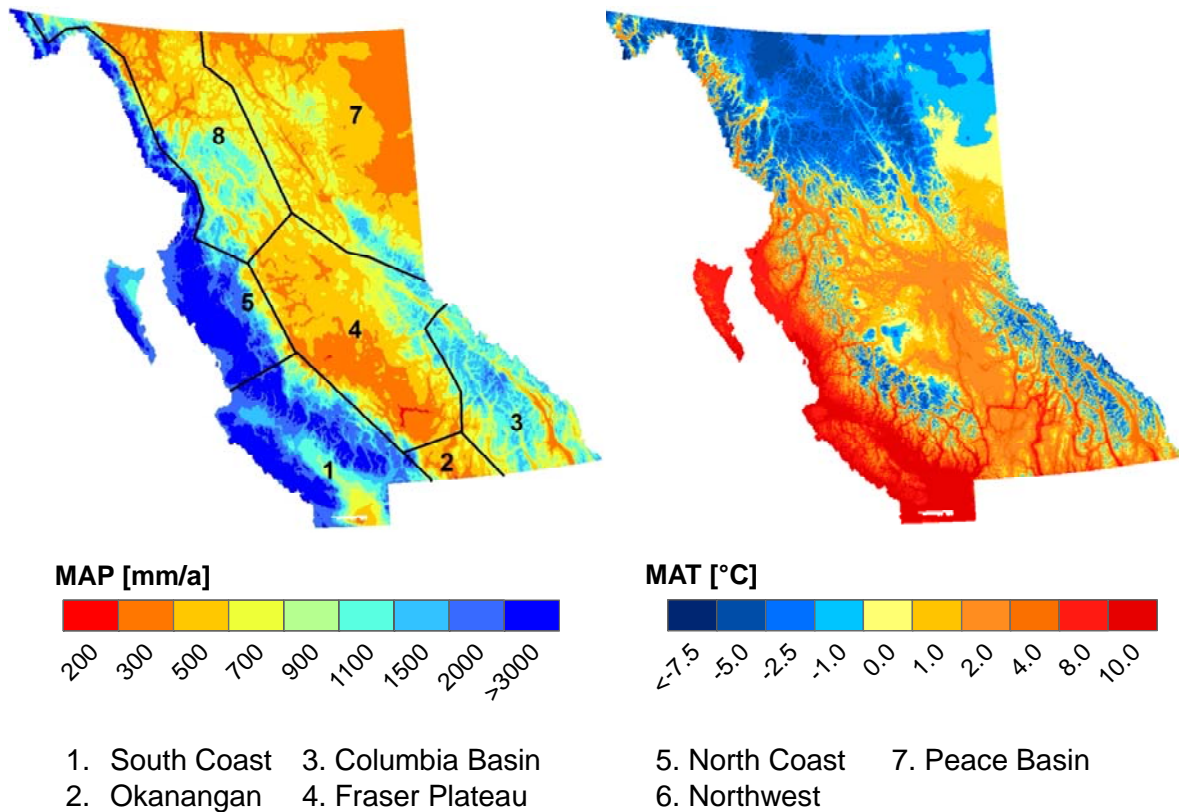 7
8
5
4
3
2
1
MAP [mm/a]
200 300 500 700 900 1100 1500 2000 >3000
MAT [°C]
<-7.5 -5.0 -2.5 -1.0 0.0 1.0 2.0 4.0 8.0 10.0
1. South Coast 3. Columbia Basin
2. Okanangan 4. Fraser Plateau
5. North Coast 7. Peace Basin
6. Northwest